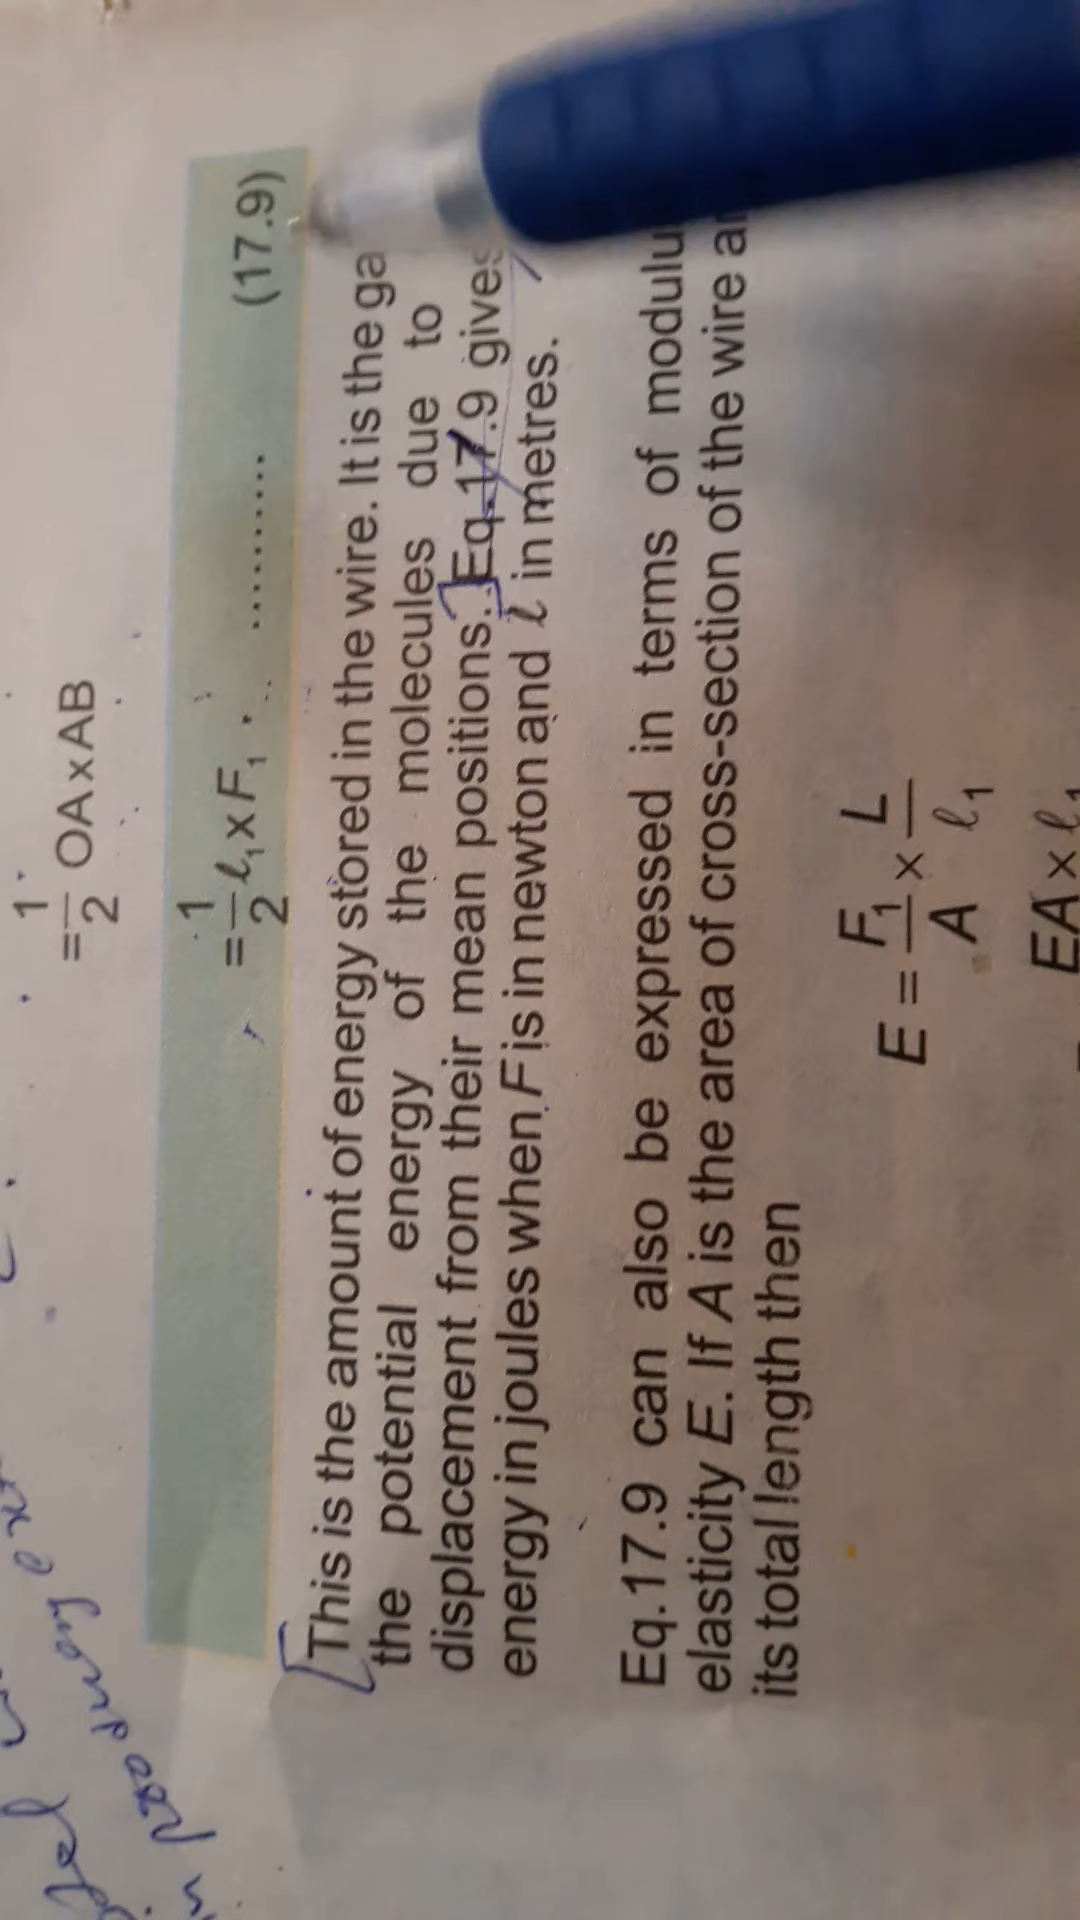 = 1/2 OA x AB
= 1/2 ℓ₁ x F₁ .......... (17.9)
This is the amount of energy stored in the wire. It is the
the potential energy of the molecules due to
displacement from their mean positions. Eq.17.9 gives
energy in joules when F is in newton and ℓ in metres.
Eq.17.9 can also be expressed in terms of
elasticity E. If A is the area of cross-section of the wire
its total length then
E = F₁/A × L/ℓ₁
EA × ℓ₁